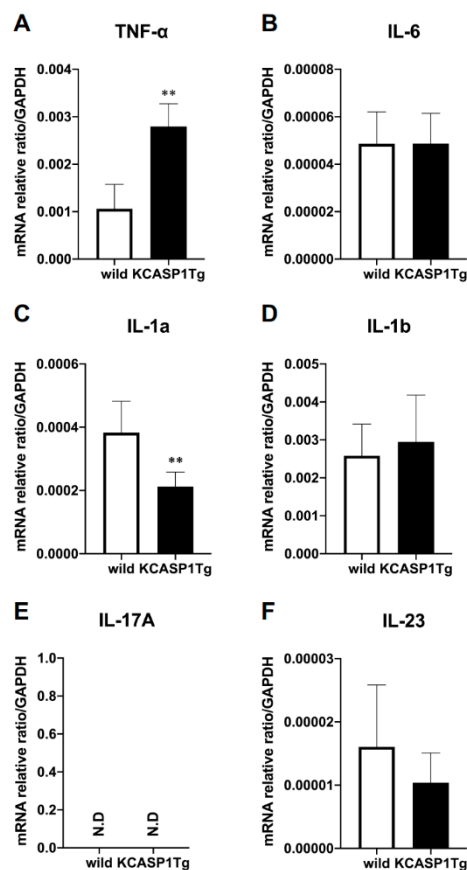 A
TNF-α
mRNA relative ratio/GAPDH
0.004
0.003
0.002
0.001
0.000
**
wild KCASP1Tg
B
IL-6
mRNA relative ratio/GAPDH
0.00008
0.00006
0.00004
0.00002
0.00000
wild KCASP1Tg
C
IL-1a
mRNA relative ratio/GAPDH
0.0006
0.0004
0.0002
0.0000
**
wild KCASP1Tg
D
IL-1b
mRNA relative ratio/GAPDH
0.005
0.004
0.003
0.002
0.001
0.000
wild KCASP1Tg
E
IL-17A
mRNA relative ratio/GAPDH
1.0
0.8
0.6
0.4
0.2
0.0
N.D
N.D
wild KCASP1Tg
F
IL-23
mRNA relative ratio/GAPDH
0.00003
0.00002
0.00001
0.00000
wild KCASP1Tg